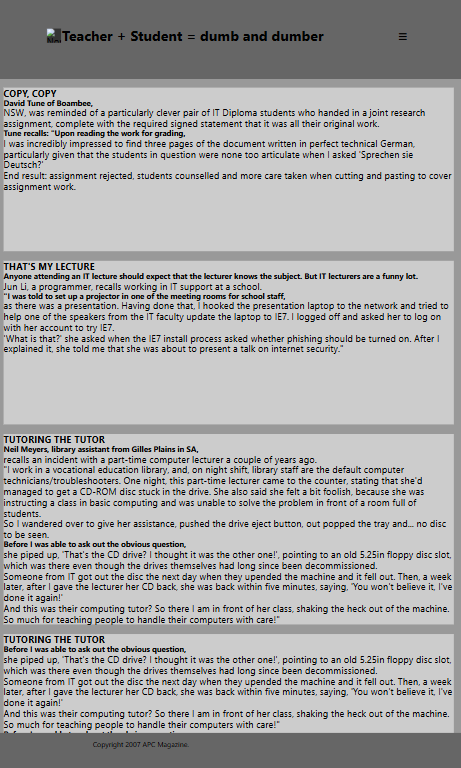 Teacher + Student = dumb and dumber
≡
COPY, COPY
David Tune of Boambee,
NSW, was reminded of a particularly clever pair of IT Diploma students who handed in a joint research
assignment, complete with the required signed statement that it was all their original work.
Tune recalls: "Upon reading the work for grading,
I was incredibly impressed to find three pages of the document written in perfect technical German,
particularly given that the students in question were none too articulate when I asked 'Sprechen sie
Deutsch?'
End result: assignment rejected, students counselled and more care taken when cutting and pasting to cover
assignment work.
THAT'S MY LECTURE
Anyone attending an IT lecture should expect that the lecturer knows the subject. But IT lecturers are a funny lot.
Jun Li, a programmer, recalls working in IT support at a school.
"I was told to set up a projector in one of the meeting rooms for school staff,
as there was a presentation. Having done that, I hooked the presentation laptop to the network and tried to
help one of the speakers from the IT faculty update the laptop to IE7. I logged off and asked her to log on
with her account to try IE7.
'What is that?' she asked when the IE7 install process asked whether phishing should be turned on. After I
explained it, she told me that she was about to present a talk on internet security."
TUTORING THE TUTOR
Neil Meyers, library assistant from Gilles Plains in SA,
recalls an incident with a part-time computer lecturer a couple of years ago.
"I work in a vocational education library, and, on night shift, library staff are the default computer
technicians/troubleshooters. One night, this part-time lecturer came to the counter, stating that she'd
managed to get a CD-ROM disc stuck in the drive. She also said she felt a bit foolish, because she was
instructing a class in basic computing and was unable to solve the problem in front of a room full of
students.
So I wandered over to give her assistance, pushed the drive eject button, out popped the tray and... no disc
to be seen.
Before I was able to ask out the obvious question,
she piped up, 'That's the CD drive? I thought it was the other one!', pointing to an old 5.25in floppy disc slot,
which was there even though the drives themselves had long since been decommissioned.
Someone from IT got out the disc the next day when they upended the machine and it fell out. Then, a week
later, after I gave the lecturer her CD back, she was back within five minutes, saying, 'You won't believe it, I've
done it again!'
And this was their computing tutor? So there I am in front of her class, shaking the heck out of the machine.
So much for teaching people to handle their computers with care!"
TUTORING THE TUTOR
Before I was able to ask out the obvious question,
she piped up, 'That's the CD drive? I thought it was the other one!', pointing to an old 5.25in floppy disc slot,
which was there even though the drives themselves had long since been decommissioned.
Someone from IT got out the disc the next day when they upended the machine and it fell out. Then, a week
later, after I gave the lecturer her CD back, she was back within five minutes, saying, 'You won't believe it, I've
done it again!'
And this was their computing tutor? So there I am in front of her class, shaking the heck out of the machine.
So much for teaching people to handle their computers with care!"
Copyright 2007 APC Magazine.